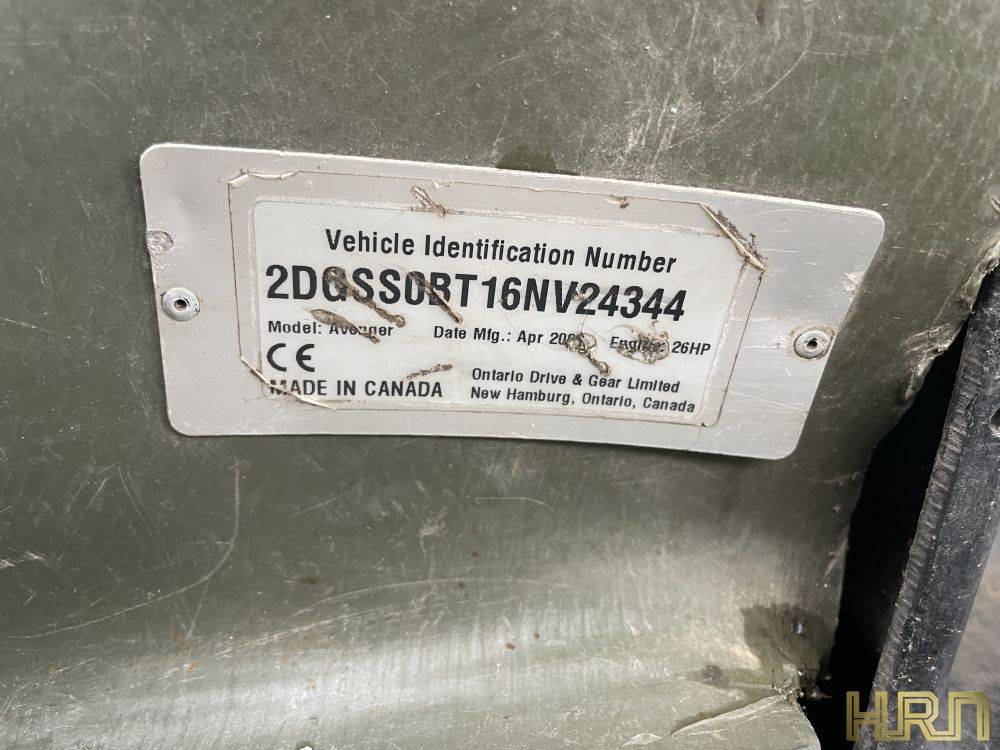 Vehicle Identification Number
2DGSS0BT16NV24344
Model: Avenger Date Mfg.: Apr Engine: 26HP
CE
MADE IN CANADA
Ontario Drive & Gear Limited
New Hamburg, Ontario, Canada
HRN